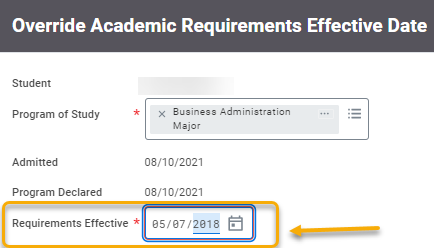 Override Academic Requirements Effective Date
Student
Program of Study * × Business Administration ···
Major
Admitted 08/10/2021
Program Declared 08/10/2021
Requirements Effective * 05/07/2018